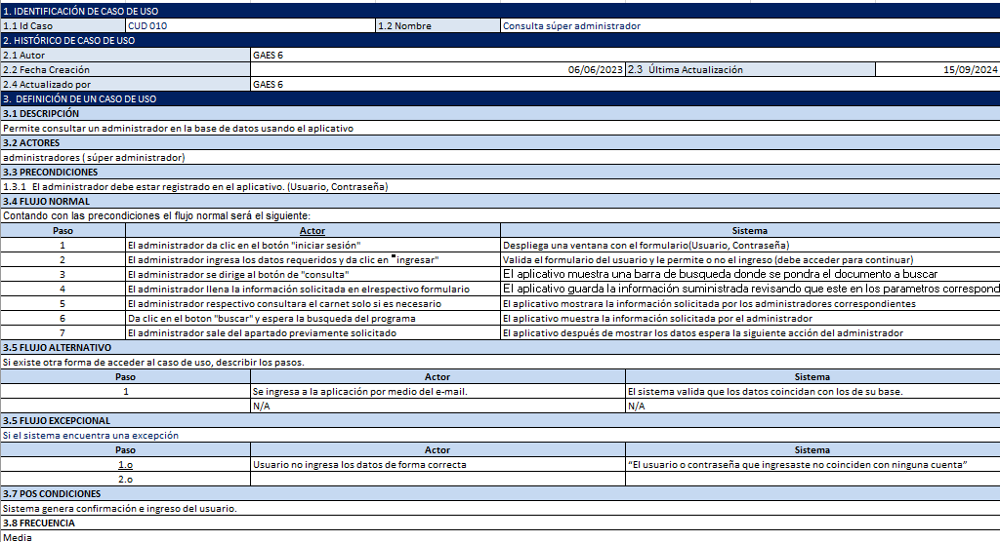 1. IDENTIFICACIÓN DE CASO DE USO
1.1 Id Caso CUD 010 1.2 Nombre Consulta súper administrador
2. HISTÓRICO DE CASO DE USO
2.1 Autor GAES 6
2.2 Fecha Creación 06/06/2023 2.3 Última Actualización 15/09/2024
2.4 Actualizado por GAES 6
3. DEFINICIÓN DE UN CASO DE USO
3.1 DESCRIPCIÓN
Permite consultar un administrador en la base de datos usando el aplicativo
3.2 ACTORES
administradores ( súper administrador)
3.3 PRECONDICIONES
1.3.1 El administrador debe estar registrado en el aplicativo. (Usuario, Contraseña)
3.4 FLUJO NORMAL
Contando con las precondiciones el flujo normal será el siguiente:
Paso Actor Sistema
1 El administrador da clic en el botón "iniciar sesión" Despliega una ventana con el formulario(Usuario, Contraseña)
2 El administrador ingresa los datos requeridos y da clic en "ingresar" Valida el formulario del usuario y le permite o no el ingreso (debe acceder para continuar)
3 El administrador se dirige al botón de "consulta" El aplicativo muestra una barra de busqueda donde se pondra el documento a buscar
4 El administrador llena la información solicitada en elrespectivo formulario El aplicativo guarda la información suministrada revisando que este en los parametros correspond
5 El administrador respectivo consultara el carnet solo si es necesario El aplicativo mostrara la información solicitada por los administradores correspondientes
6 Da clic en el boton "buscar" y espera la busqueda del programa El aplicativo muestra la información solicitada por el administrador
7 El administrador sale del apartado previamente solicitado El aplicativo después de mostrar los datos espera la siguiente acción del administrador
3.5 FLUJO ALTERNATIVO
Si existe otra forma de acceder al caso de uso, describir los pasos.
Paso Actor Sistema
1 Se ingresa a la aplicación por medio del e-mail. El sistema valida que los datos coincidan con los de su base.
N/A N/A
3.5 FLUJO EXCEPCIONAL
Si el sistema encuentra una excepción
Paso Actor Sistema
1.o Usuario no ingresa los datos de forma correcta “El usuario o contraseña que ingresaste no coinciden con ninguna cuenta”
2.o
3.7 POS CONDICIONES
Sistema genera confirmación e ingreso del usuario.
3.8 FRECUENCIA
Media